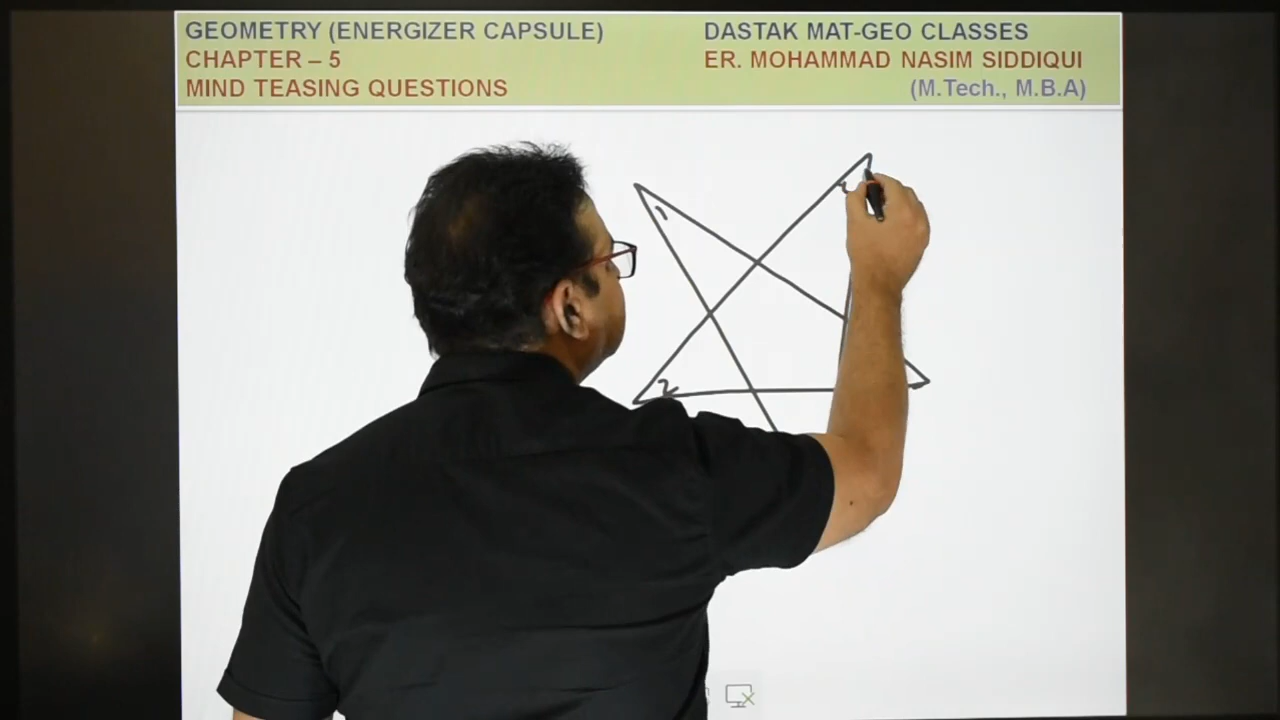 GEOMETRY (ENERGIZER CAPSULE)
CHAPTER – 5
MIND TEASING QUESTIONS
DASTAK MAT-GEO CLASSES
ER. MOHAMMAD NASIM SIDDIQUI
(M.Tech., M.B.A)
1
2